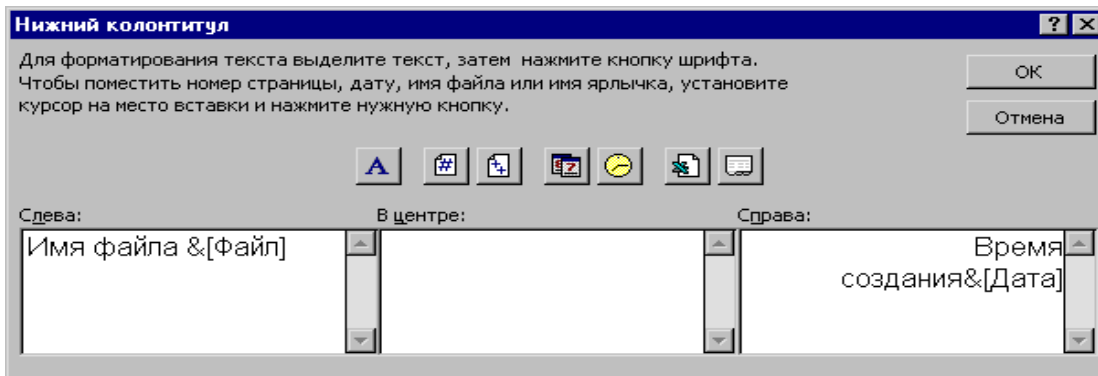 Нижний колонтитул
Для форматирования текста выделите текст, затем нажмите кнопку шрифта.
Чтобы поместить номер страницы, дату, имя файла или имя ярлычка, установите
курсор на место вставки и нажмите нужную кнопку.
ОК
Отмена
Слева:
В центре:
Справа:
Имя файла &[Файл]
Время
создания&[Дата]